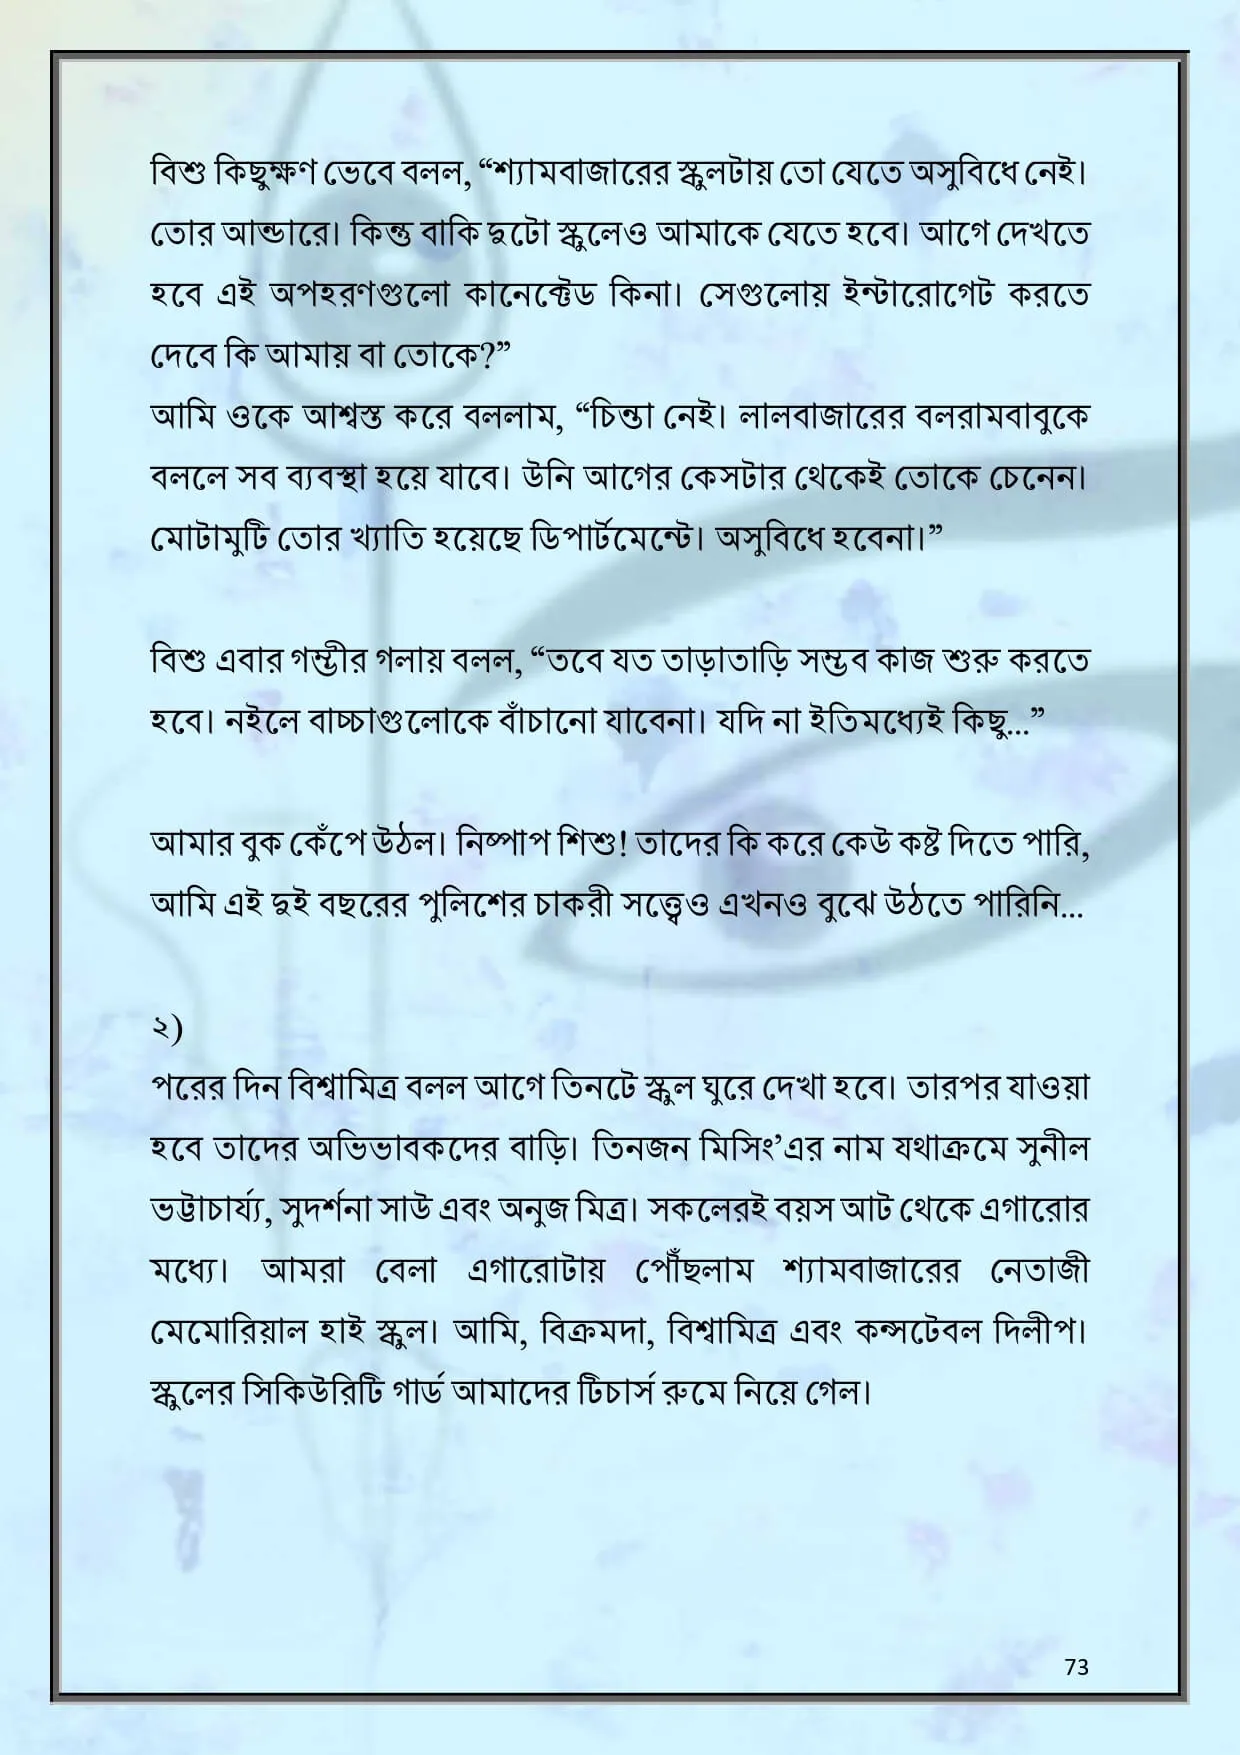 বিশু কিছুক্ষণ ভেবে বলল, “শ্যামবাজারের স্কুলটায় তো যেতে অসুবিধে নেই।
তোর আন্ডারে। কিন্তু বাকি দুটো স্কুলেও আমাকে যেতে হবে। আগে দেখতে
হবে এই অপহরণগুলো কানেক্টেড কিনা। সেগুলোয় ইন্টারোগেট করতে
দেবে কি আমায় বা তোকে?”
আমি ওকে আশ্বস্ত করে বললাম, “চিন্তা নেই। লালবাজারের বলরামবাবুকে
বললে সব ব্যবস্থা হয়ে যাবে। উনি আগের কেসটার থেকেই তোকে চেনেন।
মোটামুটি তোর খ্যাতি হয়েছে ডিপার্টমেন্টে। অসুবিধে হবেনা।”
বিশু এবার গম্ভীর গলায় বলল, “তবে যত তাড়াতাড়ি সম্ভব কাজ শুরু করতে
হবে। নইলে বাচ্চাগুলোকে বাঁচানো যাবেনা। যদি না ইতিমধ্যেই কিছু...”
আমার বুক কেঁপে উঠল। নিষ্পাপ শিশু! তাদের কি করে কেউ কষ্ট দিতে পারি,
আমি এই দুই বছরের পুলিশের চাকরী সত্ত্বেও এখনও বুঝে উঠতে পারিনি...
২)
পরের দিন বিশ্বামিত্র বলল আগে তিনটে স্কুল ঘুরে দেখা হবে। তারপর যাওয়া
হবে তাদের অভিভাবকদের বাড়ি। তিনজন মিসিং’এর নাম যথাক্রমে সুনীল
ভট্টাচার্য্য, সুদর্শনা সাউ এবং অনুজ মিত্র। সকলেরই বয়স আট থেকে এগারোর
মধ্যে। আমরা বেলা এগারোটায় পৌঁছলাম শ্যামবাজারের নেতাজী
মেমোরিয়াল হাই স্কুল। আমি, বিক্রমদা, বিশ্বামিত্র এবং কন্সটেবল দিলীপ।
স্কুলের সিকিউরিটি গার্ড আমাদের টিচার্স রুমে নিয়ে গেল।
73